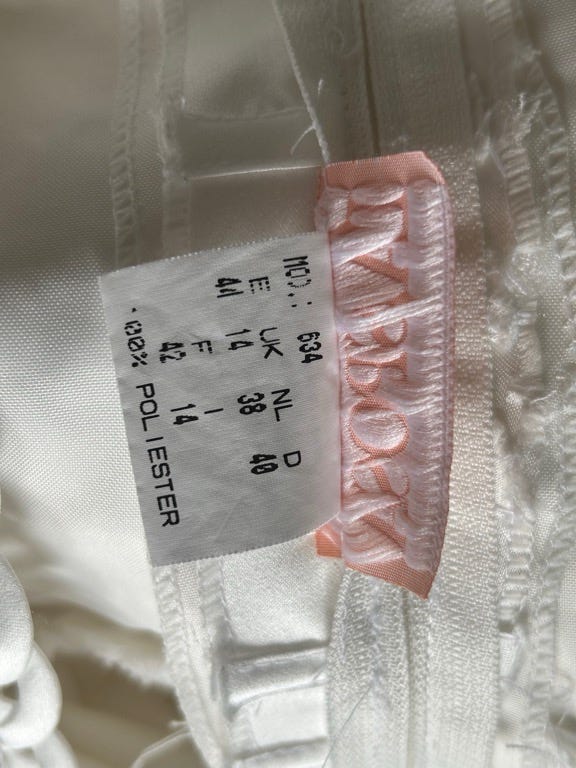 MOD.: 634
E UK NL D
44 14 38 40
F I
42 14
100% POLIESTER